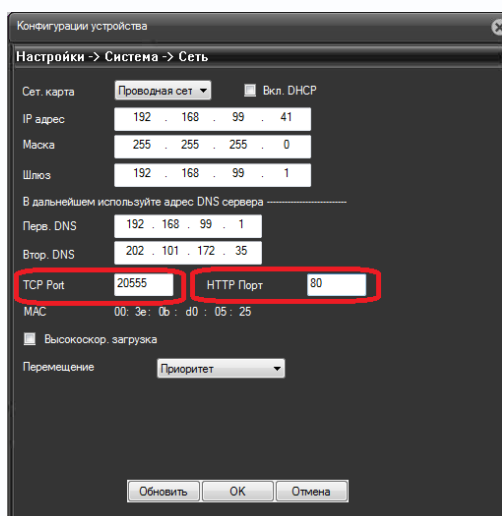 Конфигурации устройства
Настройки -> Система -> Сеть
Сет. карта Проводная сет Вкл. DHCP
IP адрес 192 . 168 . 99 . 41
Маска 255 . 255 . 255 . 0
Шлюз 192 . 168 . 99 . 1
В дальнейшем используйте адрес DNS сервера --------------------
Перв. DNS 192 . 168 . 99 . 1
Втор. DNS 202 . 101 . 172 . 35
TCP Port 20555 HTTP Порт 80
MAC 00: 3e: 0b : d0 : 05 : 25
Высокоскор. загрузка
Перемещение Приоритет
Обновить OK Отмена